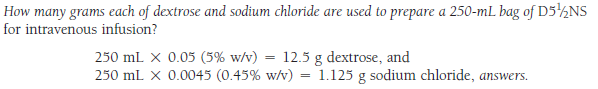 How many grams each of dextrose and sodium chloride are used to prepare a 250-mL bag of D5½NS
for intravenous infusion?
250 mL × 0.05 (5% w/v) = 12.5 g dextrose, and
250 mL × 0.0045 (0.45% w/v) = 1.125 g sodium chloride, answers.